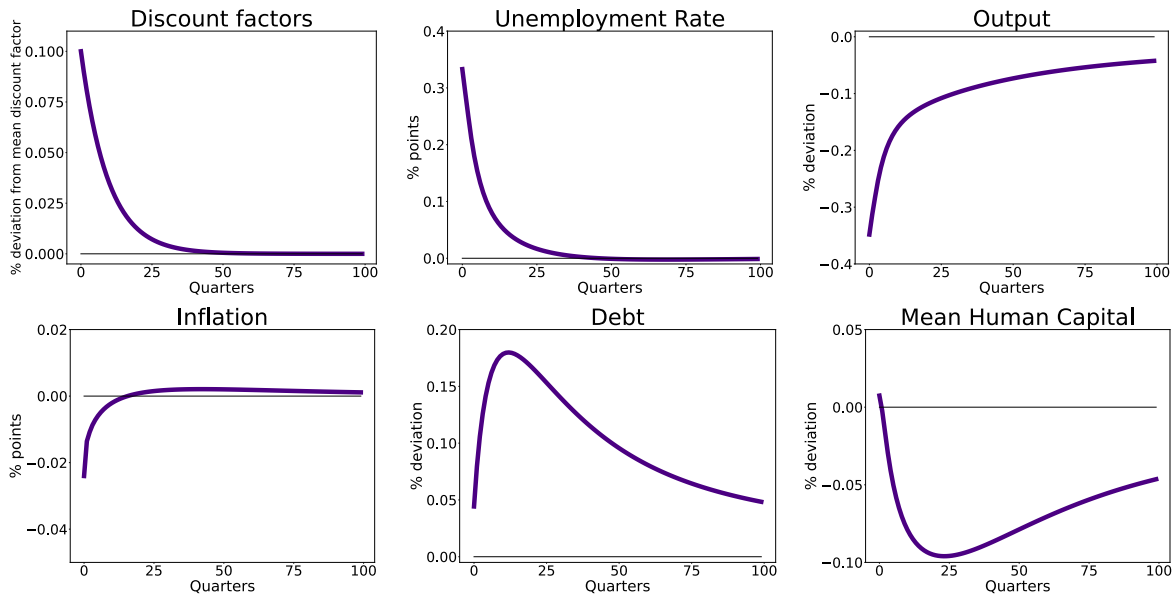 Discount factors
% deviation from mean discount factor
0.100
0.075
0.050
0.025
0.000
0 25 50 75 100
Quarters
Unemployment Rate
% points
0.4
0.3
0.2
0.1
0.0
0 25 50 75 100
Quarters
Output
% deviation
0.0
−0.1
−0.2
−0.3
−0.4
0 25 50 75 100
Quarters
Inflation
% points
0.02
0.00
−0.02
−0.04
0 25 50 75 100
Quarters
Debt
% deviation
0.20
0.15
0.10
0.05
0.00
0 25 50 75 100
Quarters
Mean Human Capital
% deviation
0.05
0.00
−0.05
−0.10
0 25 50 75 100
Quarters